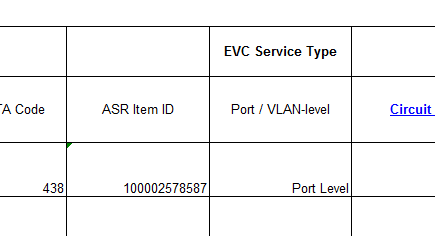 EVC Service Type
TA Code ASR Item ID Port / VLAN-level Circuit
438 100002578587 Port Level